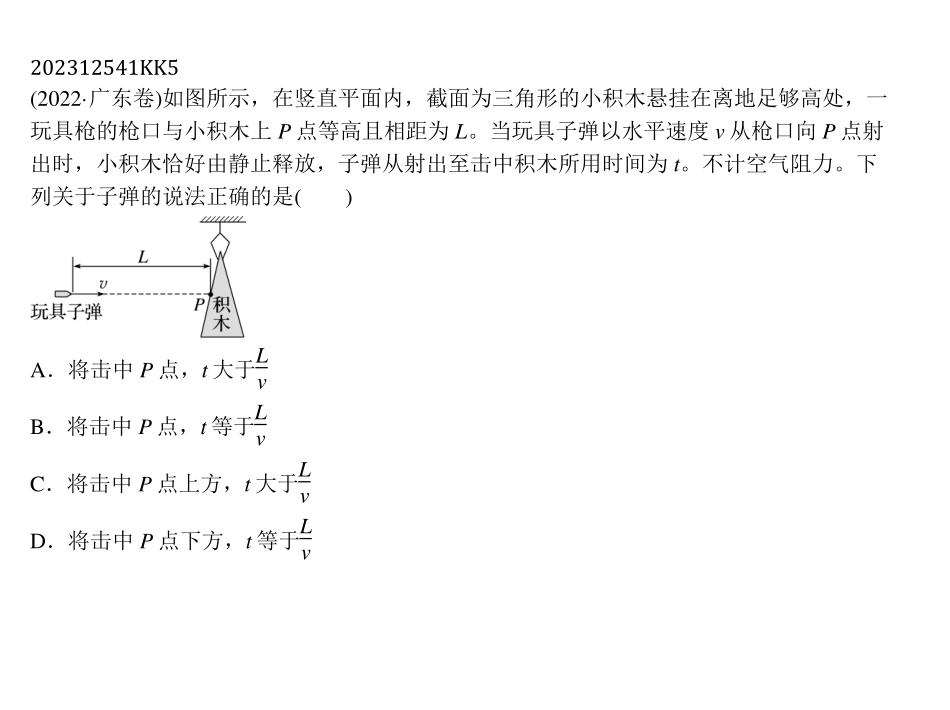 202312541KK5
(2022·广东卷)如图所示，在竖直平面内，截面为三角形的小积木悬挂在离地足够高处，一
玩具枪的枪口与小积木上 P 点等高且相距为 L。当玩具子弹以水平速度 v 从枪口向 P 点射
出时，小积木恰好由静止释放，子弹从射出至击中积木所用时间为 t。不计空气阻力。下
列关于子弹的说法正确的是(　　)
L
v
P
积
木
玩具子弹
A．将击中 P 点，t 大于L/v
B．将击中 P 点，t 等于L/v
C．将击中 P 点上方，t 大于L/v
D．将击中 P 点下方，t 等于L/v